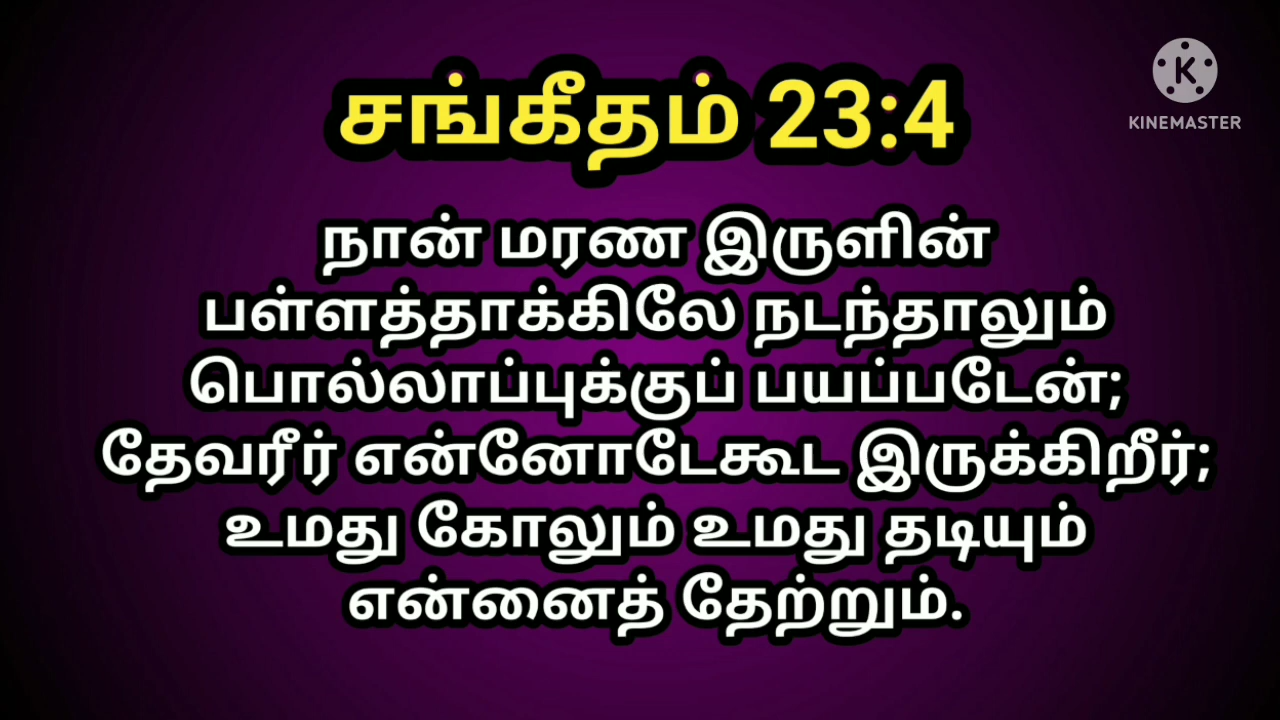 சங்கீதம் 23:4
KINEMASTER
நான் மரண இருளின்
பள்ளத்தாக்கிலே நடந்தாலும்
பொல்லாப்புக்குப் பயப்படேன்;
தேவரீர் என்னோடேகூட இருக்கிறீர்;
உமது கோலும் உமது தடியும்
என்னைத் தேற்றும்.